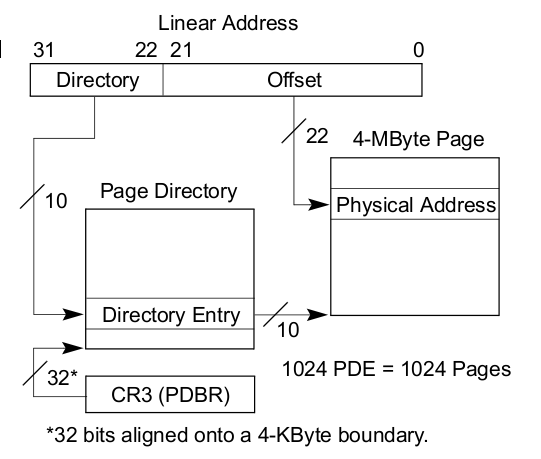 Linear Address
31 22 21 0
Directory Offset
22
4-MByte Page
10
Page Directory
Physical Address
Directory Entry
10
32*
CR3 (PDBR)
1024 PDE = 1024 Pages
*32 bits aligned onto a 4-KByte boundary.